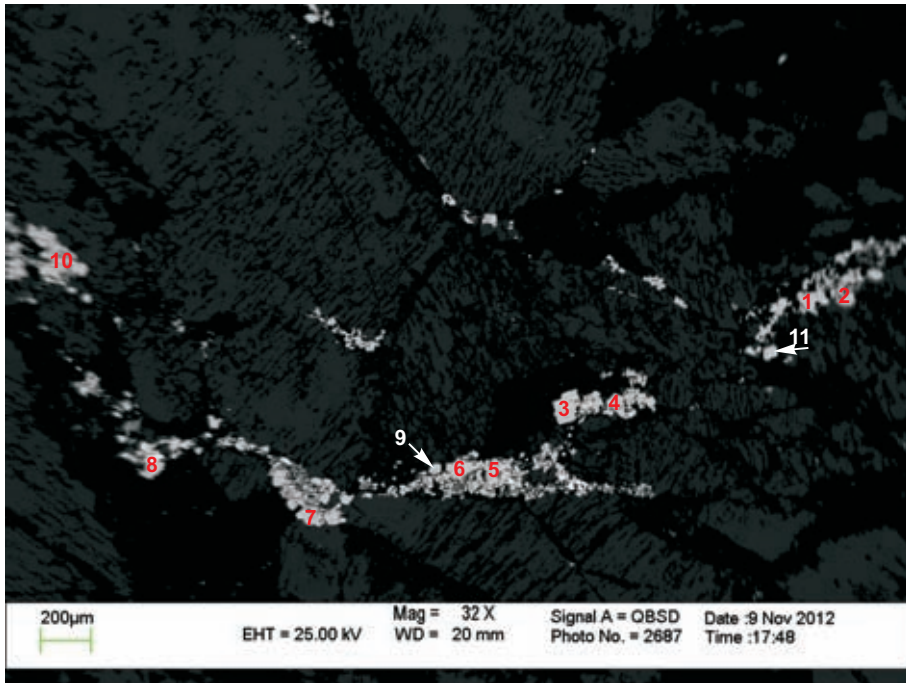 10
1
2
11
3
4
9
6
5
8
7
200µm
EHT = 25.00 kV
Mag = 32 X
WD = 20 mm
Signal A = QBSD
Photo No. = 2687
Date :9 Nov 2012
Time :17:48